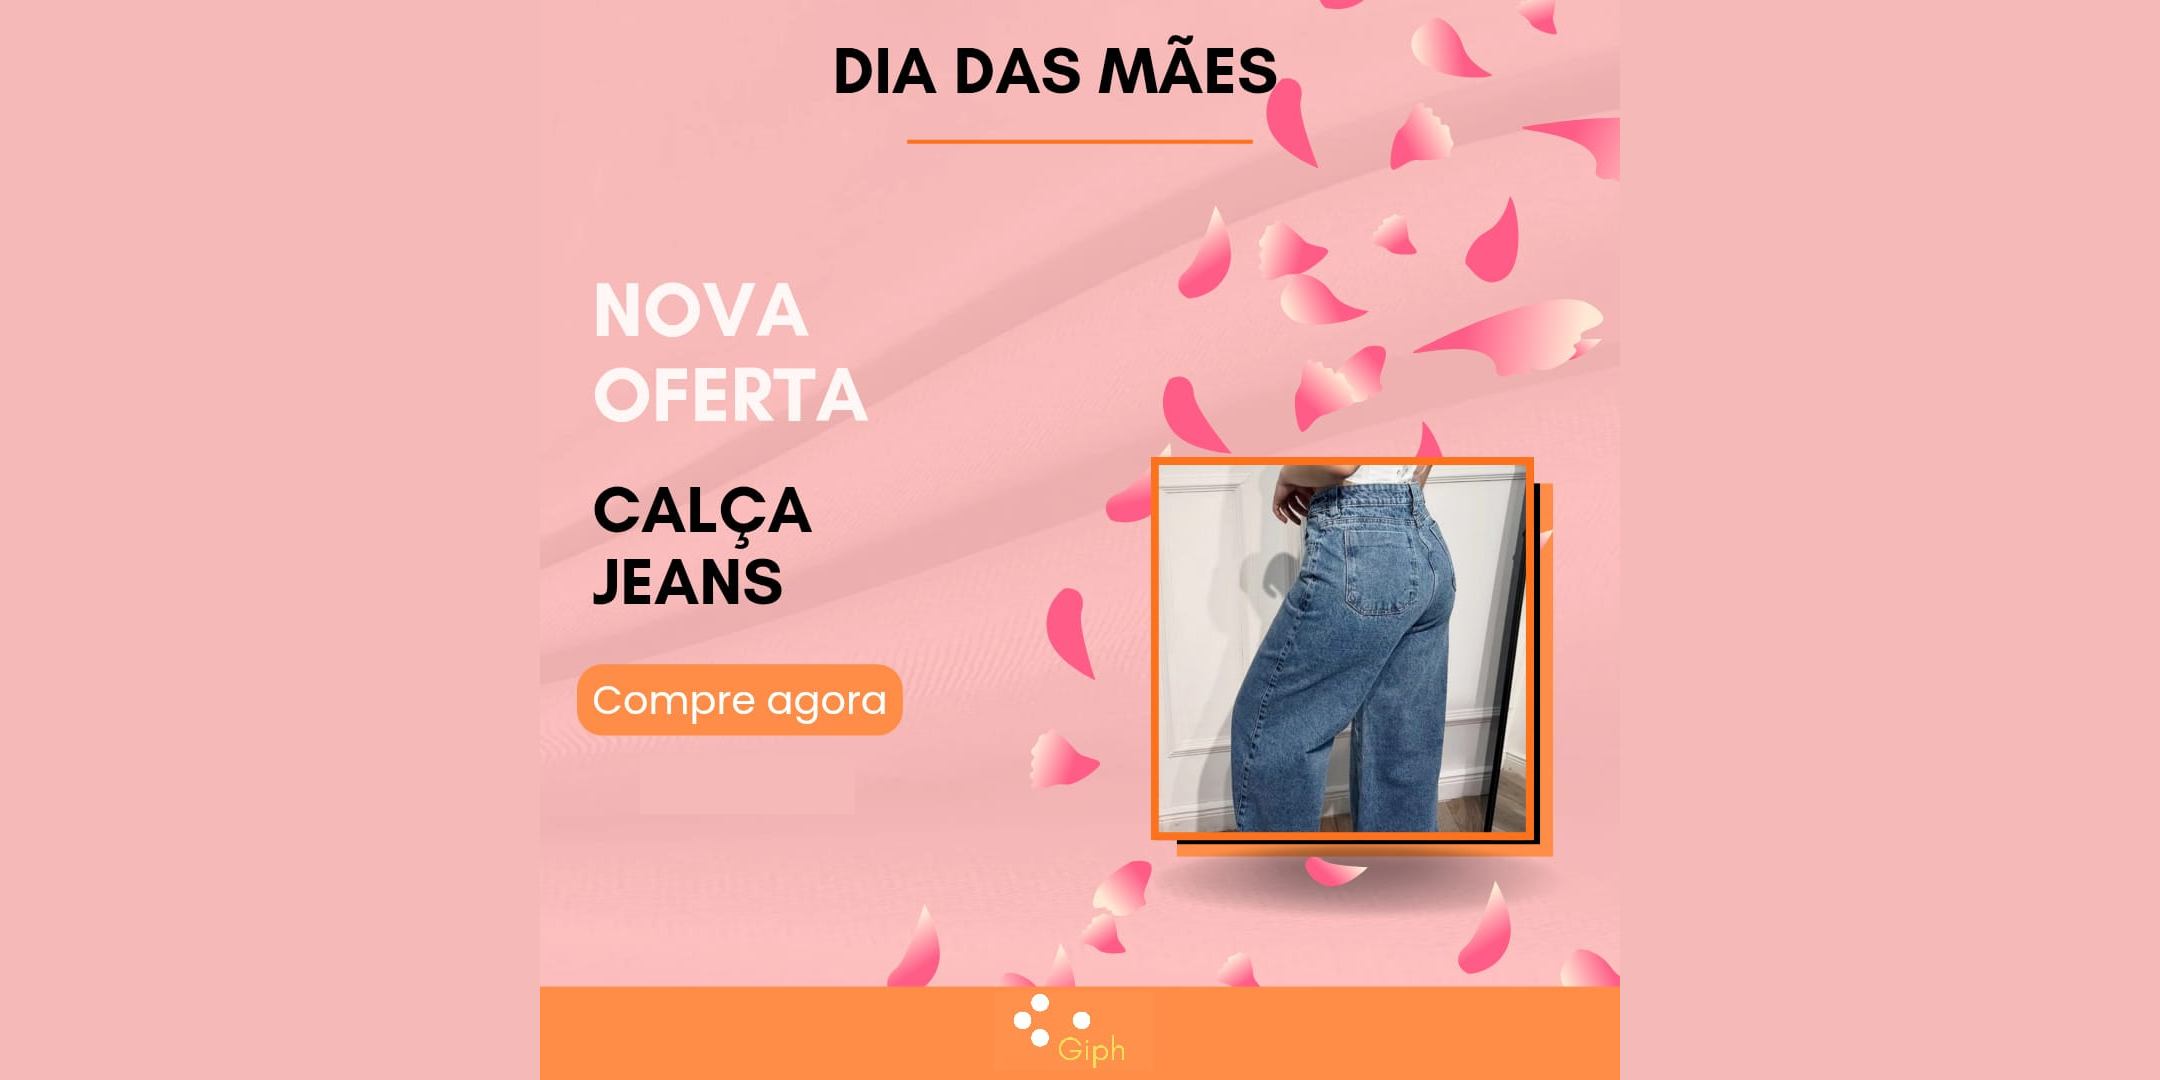 DIA DAS MÃES
NOVA
OFERTA
CALÇA
JEANS
Compre agora
Giph